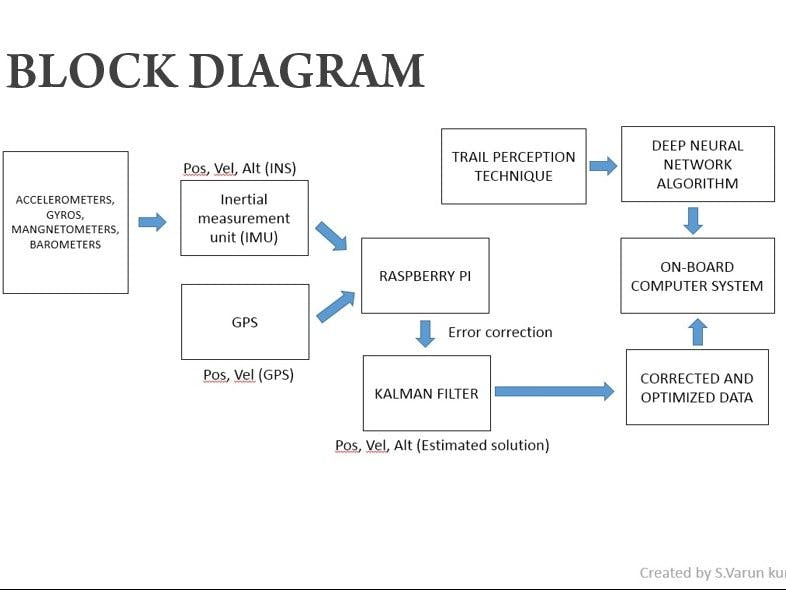 BLOCK DIAGRAM
ACCELEROMETERS,
GYROS,
MANGNETOMETERS,
BAROMETERS
Pos, Vel, Alt (INS)
Inertial
measurement
unit (IMU)
GPS
Pos, Vel (GPS)
RASPBERRY PI
Error correction
KALMAN FILTER
Pos, Vel, Alt (Estimated solution)
TRAIL PERCEPTION
TECHNIQUE
DEEP NEURAL
NETWORK
ALGORITHM
ON-BOARD
COMPUTER SYSTEM
CORRECTED AND
OPTIMIZED DATA
Created by S.Varun